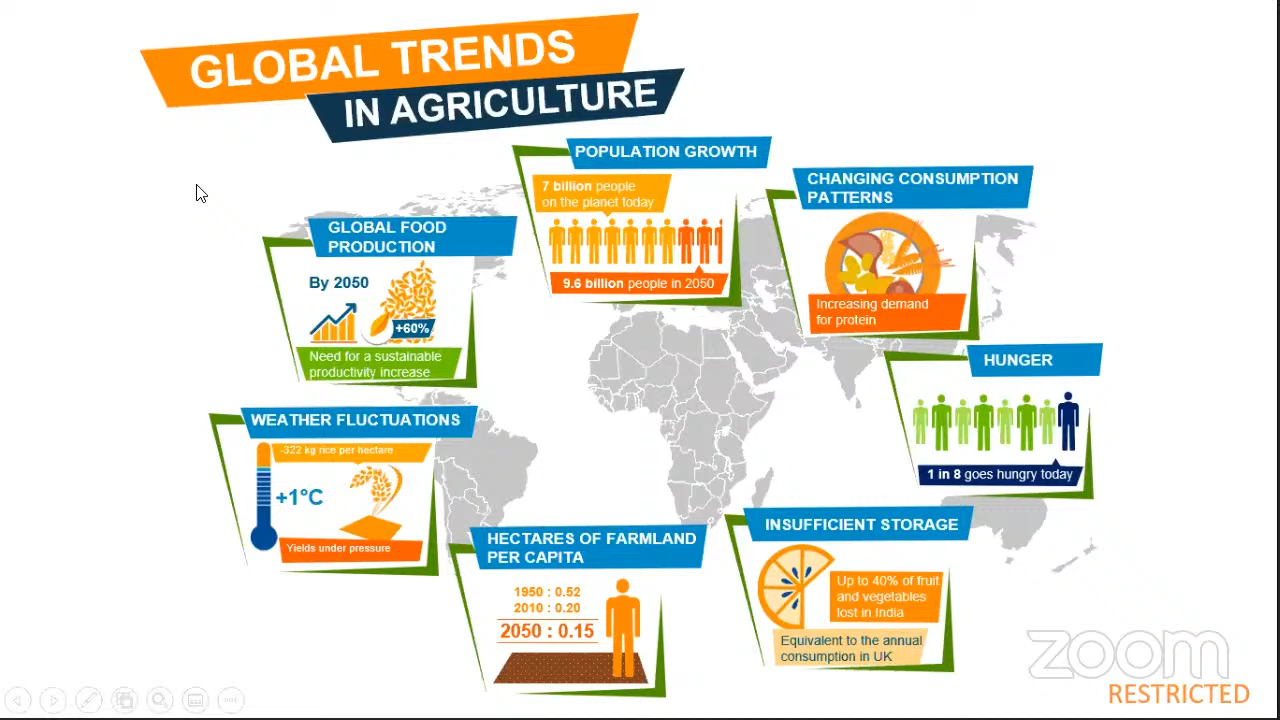 GLOBAL TRENDS
IN AGRICULTURE
POPULATION GROWTH
7 billion people
on the planet today
9.6 billion people in 2050
CHANGING CONSUMPTION
PATTERNS
Increasing demand
for protein
GLOBAL FOOD
PRODUCTION
By 2050
+60%
Need for a sustainable
productivity increase
HUNGER
1 in 8 goes hungry today
WEATHER FLUCTUATIONS
-322 kg rice per hectare
+1°C
Yields under pressure
HECTARES OF FARMLAND
PER CAPITA
1950 : 0.52
2010 : 0.20
2050 : 0.15
INSUFFICIENT STORAGE
Up to 40% of fruit
and vegetables
lost in India
Equivalent to the annual
consumption in UK
zoom
RESTRICTED